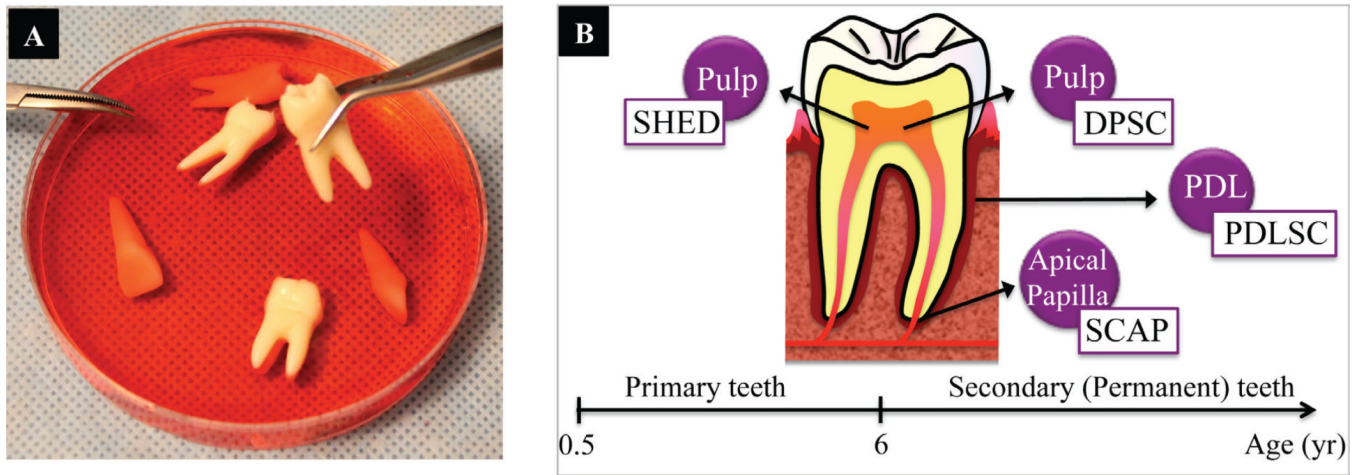 A
B
Pulp
SHED
Pulp
DPSC
PDL
PDLSC
Apical
Papilla
SCAP
Primary teeth
Secondary (Permanent) teeth
0.5
6
Age (yr)